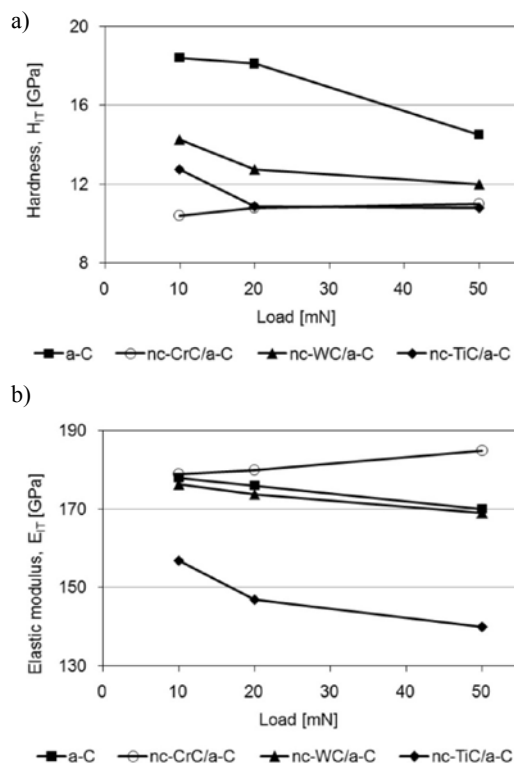 a)
20
16
12
8
Hardness, H_IT [GPa]
0 10 20 30 40 50
Load [mN]
a-C nc-CrC/a-C nc-WC/a-C nc-TiC/a-C
b)
190
170
150
130
Elastic modulus, E_IT [GPa]
0 10 20 30 40 50
Load [mN]
a-C nc-CrC/a-C nc-WC/a-C nc-TiC/a-C